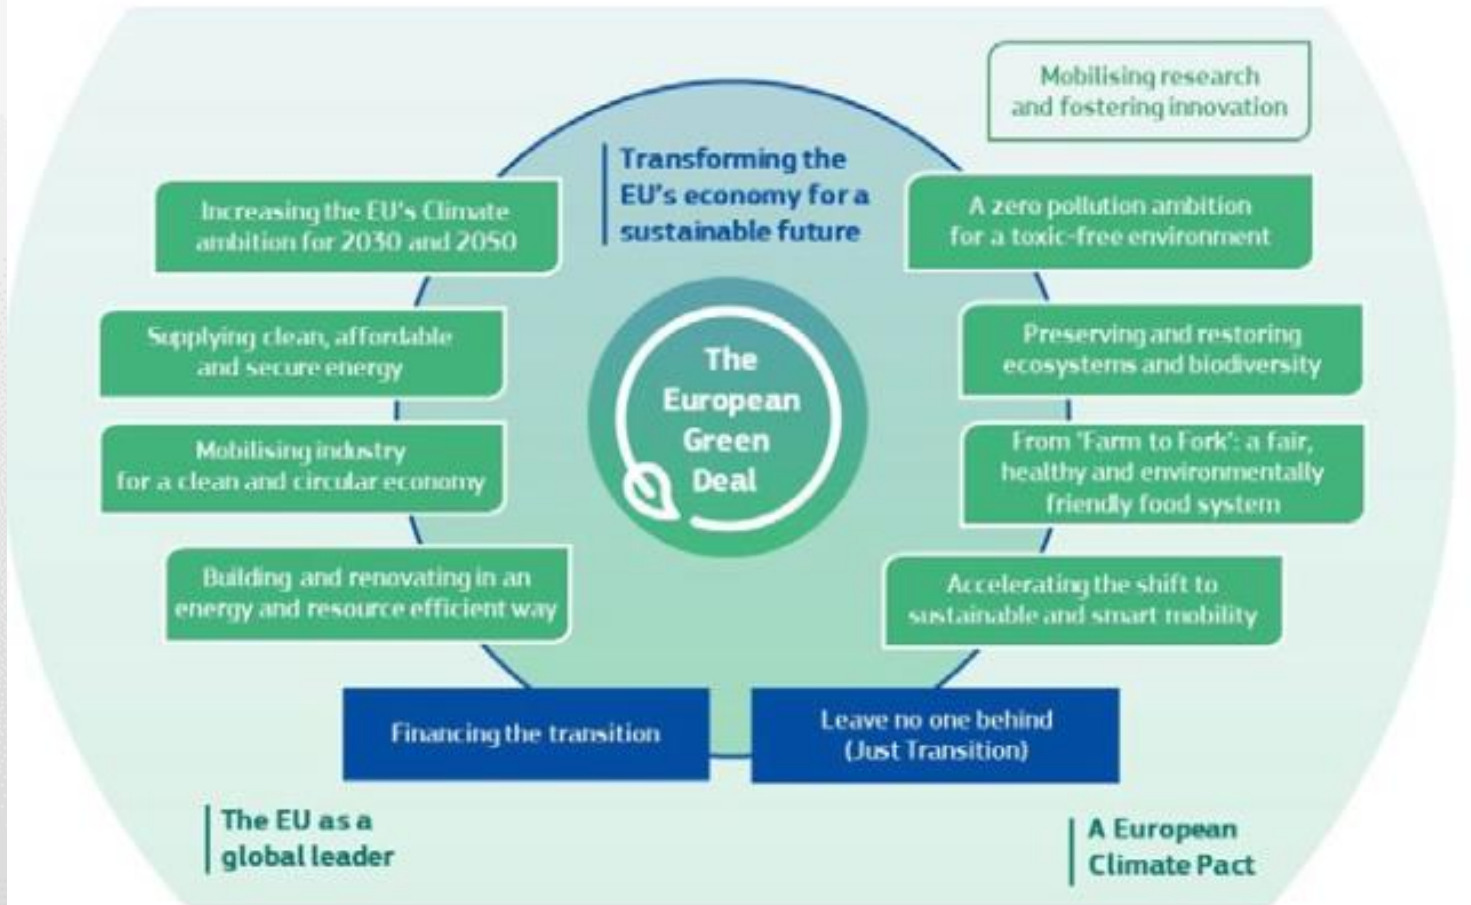 Mobilising research
and fostering innovation
Transforming the
EU's economy for a
sustainable future
Increasing the EU's Climate
ambition for 2030 and 2050
A zero pollution ambition
for a toxic-free environment
Supplying clean, affordable
and secure energy
Preserving and restoring
ecosystems and biodiversity
The
European
Green
Deal
Mobilising industry
for a clean and circular economy
From 'Farm to Fork': a fair,
healthy and environmentally
friendly food system
Building and renovating in an
energy and resource efficient way
Accelerating the shift to
sustainable and smart mobility
Financing the transition
Leave no one behind
(Just Transition)
The EU as a
global leader
A European
Climate Pact